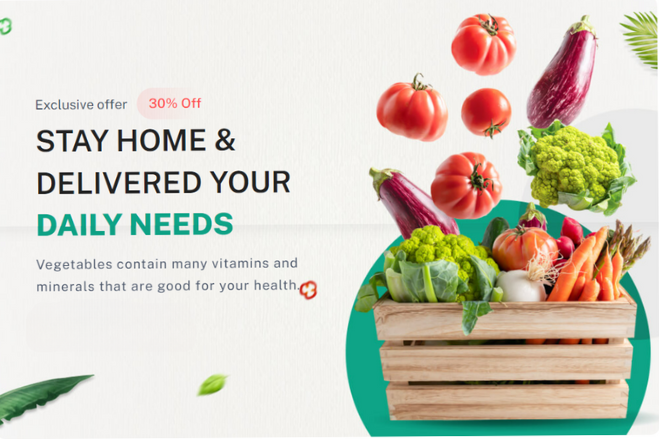 Exclusive offer 30% Off
STAY HOME &
DELIVERED YOUR
DAILY NEEDS
Vegetables contain many vitamins and
minerals that are good for your health.